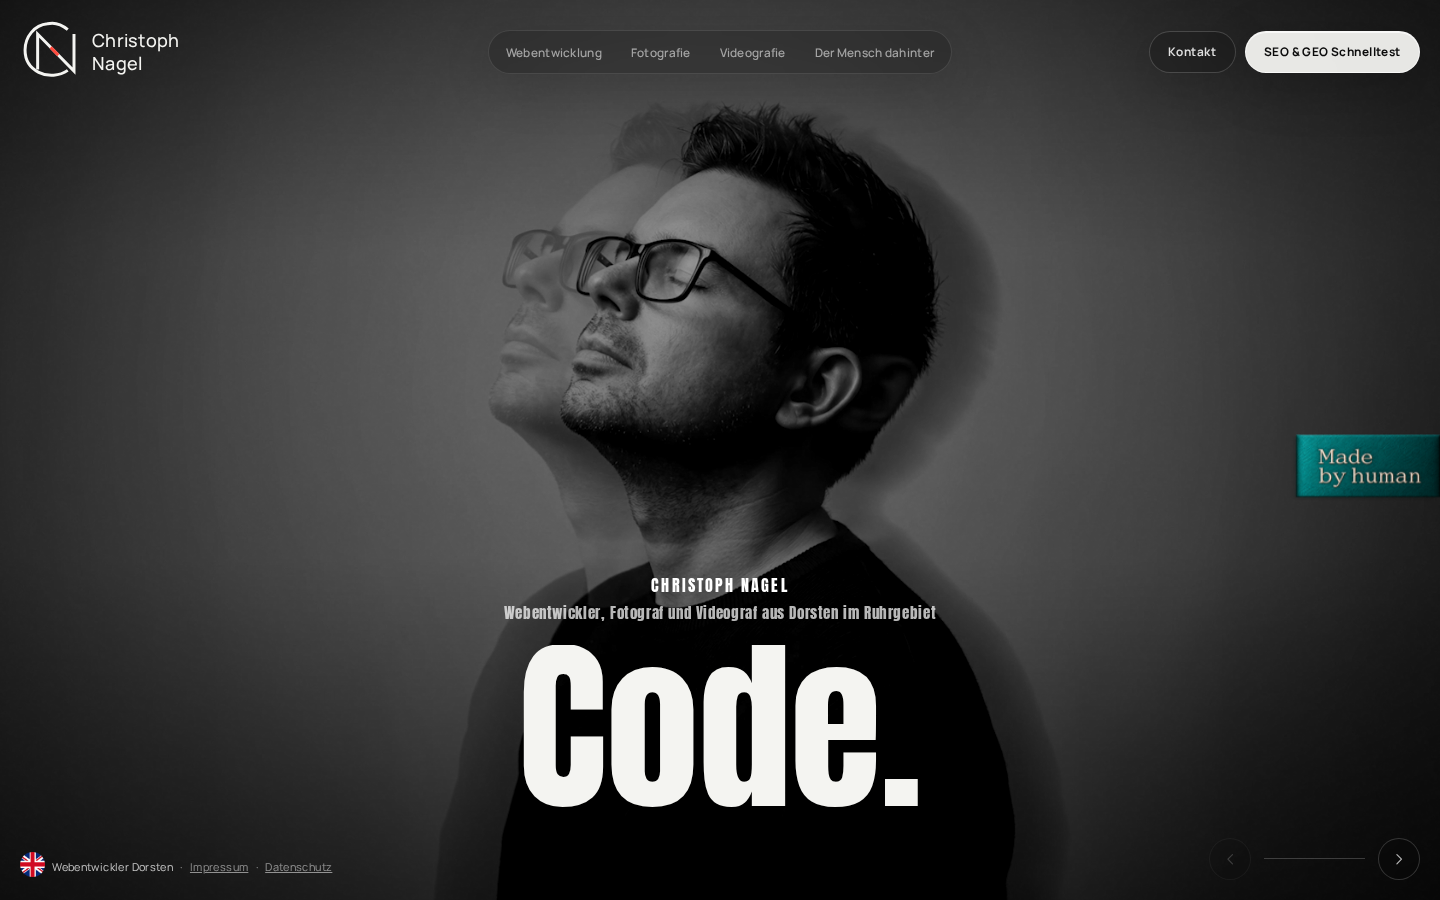 Christoph
Nagel
Webentwicklung
Fotografie
Videografie
Der Mensch dahinter
Kontakt
SEO & GEO Schnelltest
Made
by human
CHRISTOPH NAGEL
Webentwickler, Fotograf und Videograf aus Dorsten im Ruhrgebiet
Code.
Webentwickler Dorsten · Impressum · Datenschutz